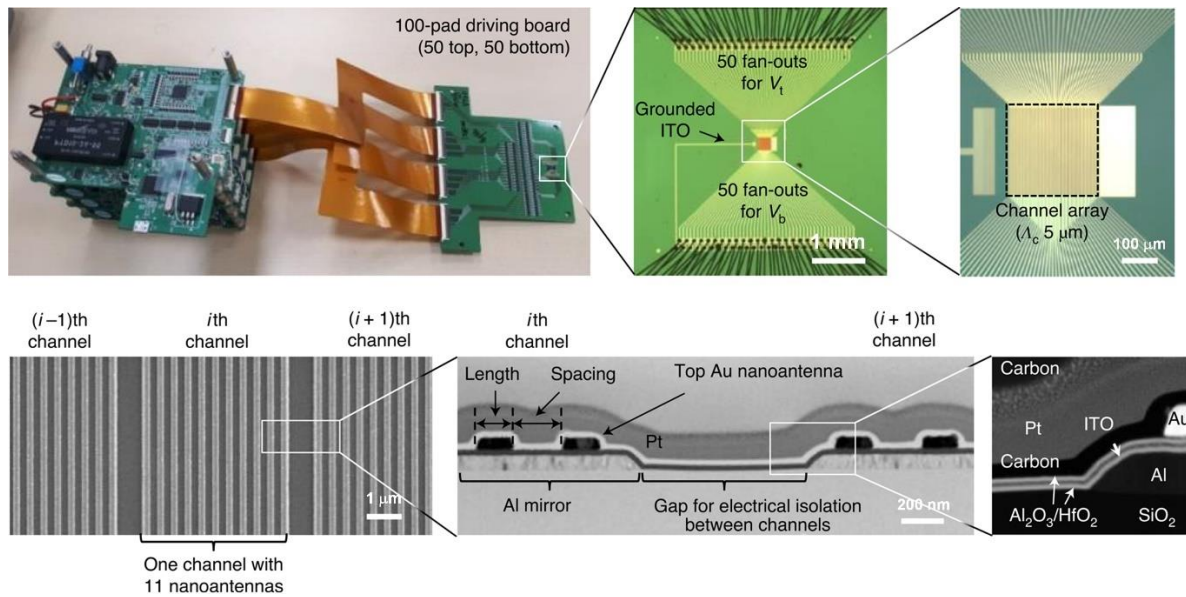 100-pad driving board
(50 top, 50 bottom)
50 fan-outs
for Vt
Grounded
ITO
50 fan-outs
for Vb
1 mm
Channel array
(Λc 5 μm)
100 μm
(i –1)th
channel
ith
channel
(i + 1)th
channel
1 μm
One channel with
11 nanoantennas
ith
channel
(i + 1)th
channel
Length
Spacing
Top Au nanoantenna
Pt
Al mirror
Gap for electrical isolation
between channels
200 nm
Carbon
Pt
ITO
Au
Carbon
Al
Al2O3/HfO2
SiO2